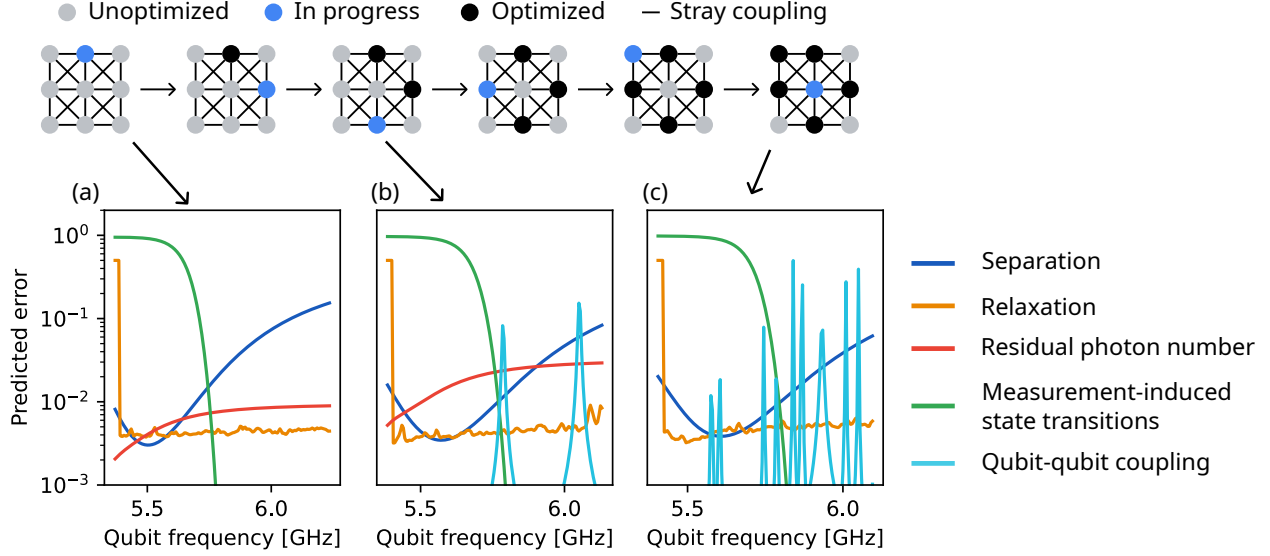 Unoptimized In progress Optimized Stray coupling
(a) (b) (c)
Predicted error
10⁰
10⁻¹
10⁻²
10⁻³
5.5 6.0 5.5 6.0 5.5 6.0
Qubit frequency [GHz] Qubit frequency [GHz] Qubit frequency [GHz]
Separation
Relaxation
Residual photon number
Measurement-induced
state transitions
Qubit-qubit coupling